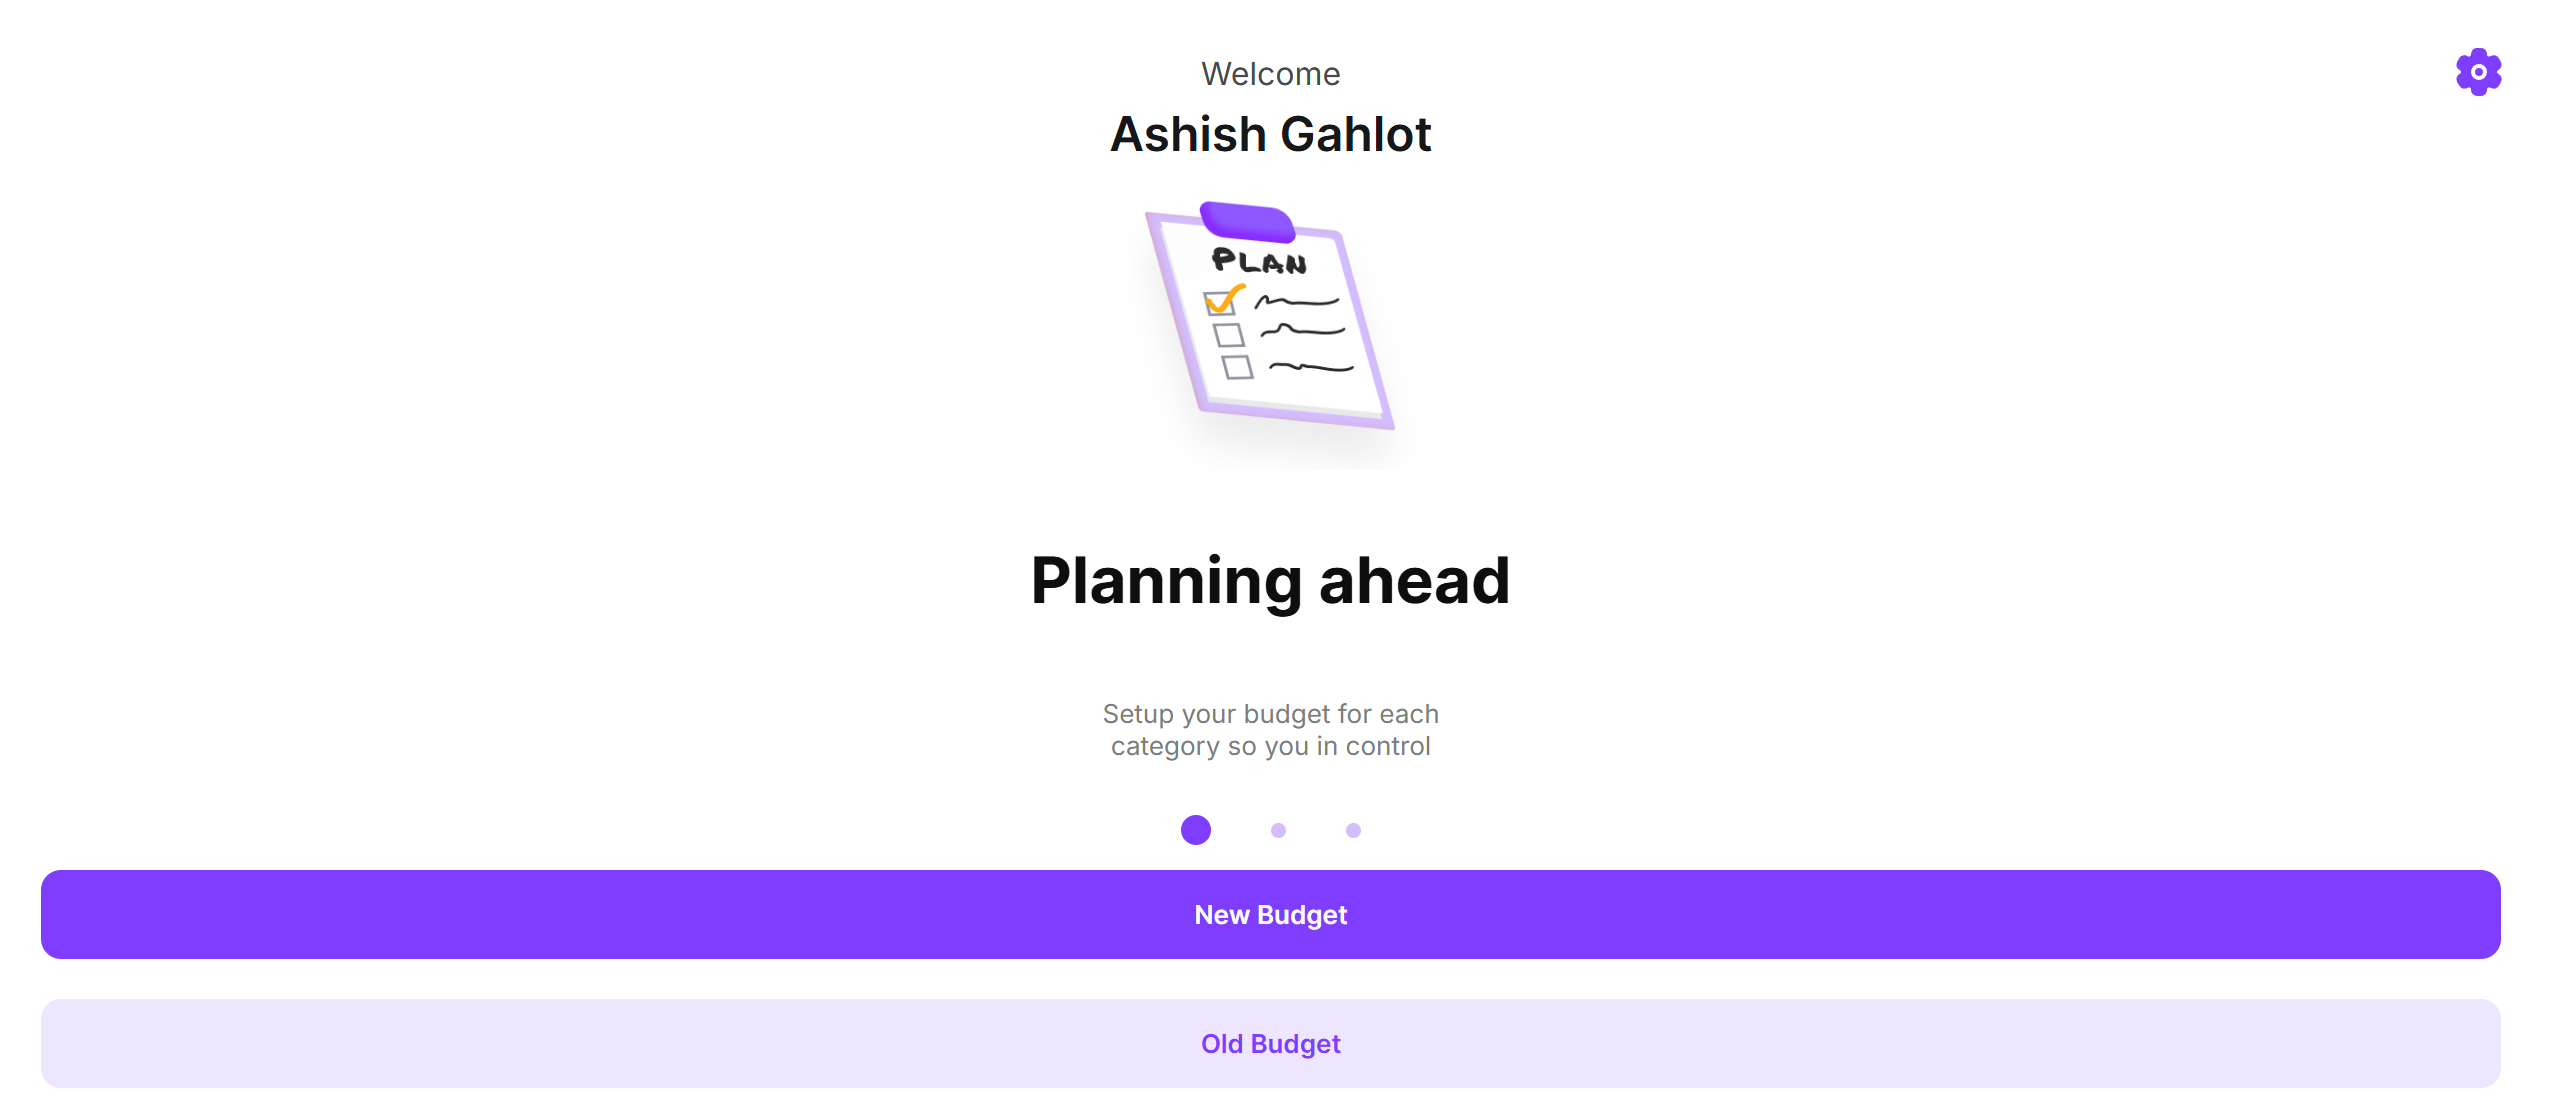 Welcome
Ashish Gahlot
PLAN
Planning ahead
Setup your budget for each
category so you in control
New Budget
Old Budget